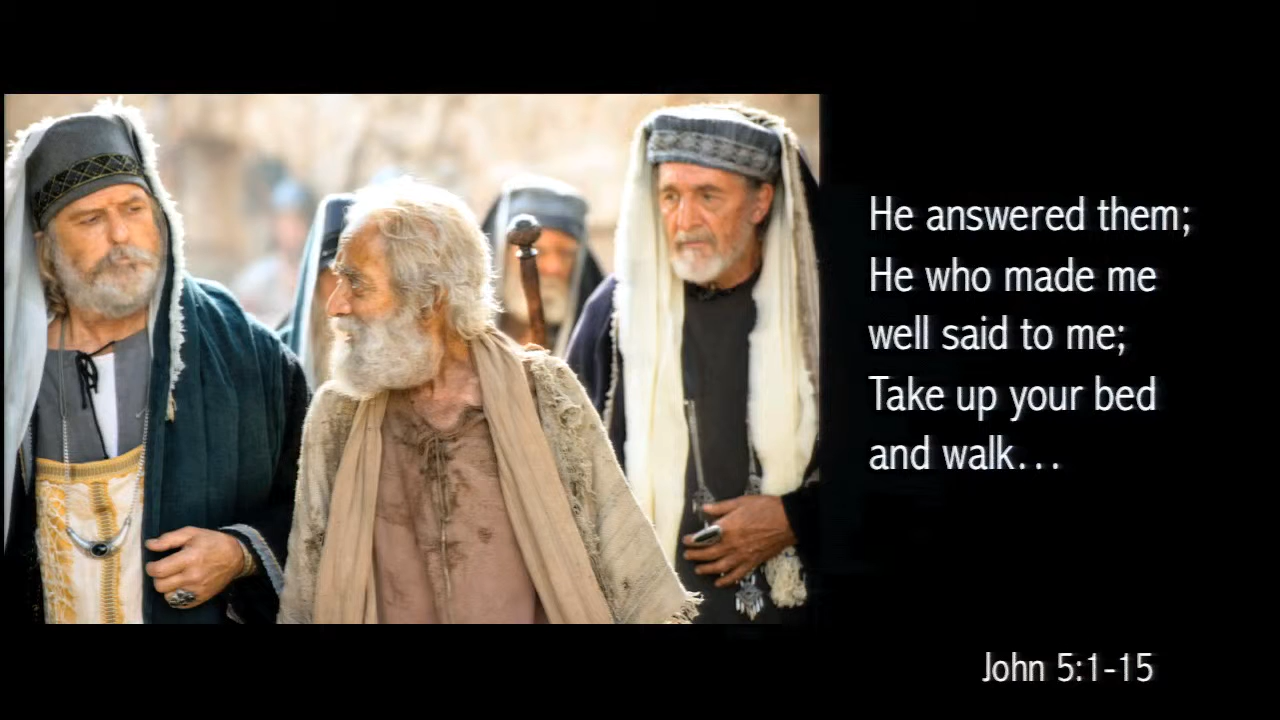 He answered them;
He who made me
well said to me;
Take up your bed
and walk...
John 5:1-15